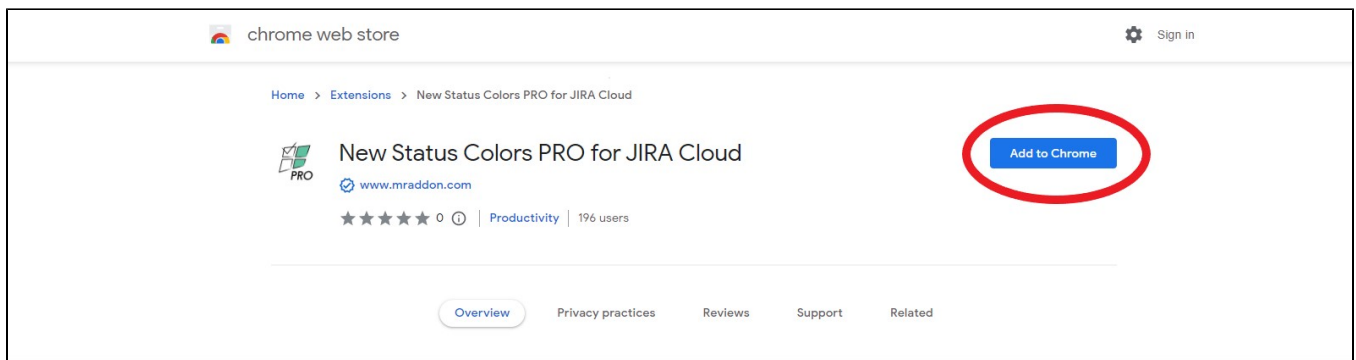 chrome web store
Sign in
Home > Extensions > New Status Colors PRO for JIRA Cloud
New Status Colors PRO for JIRA Cloud
Add to Chrome
PRO
www.mraddon.com
0 Productivity 196 users
Overview Privacy practices Reviews Support Related